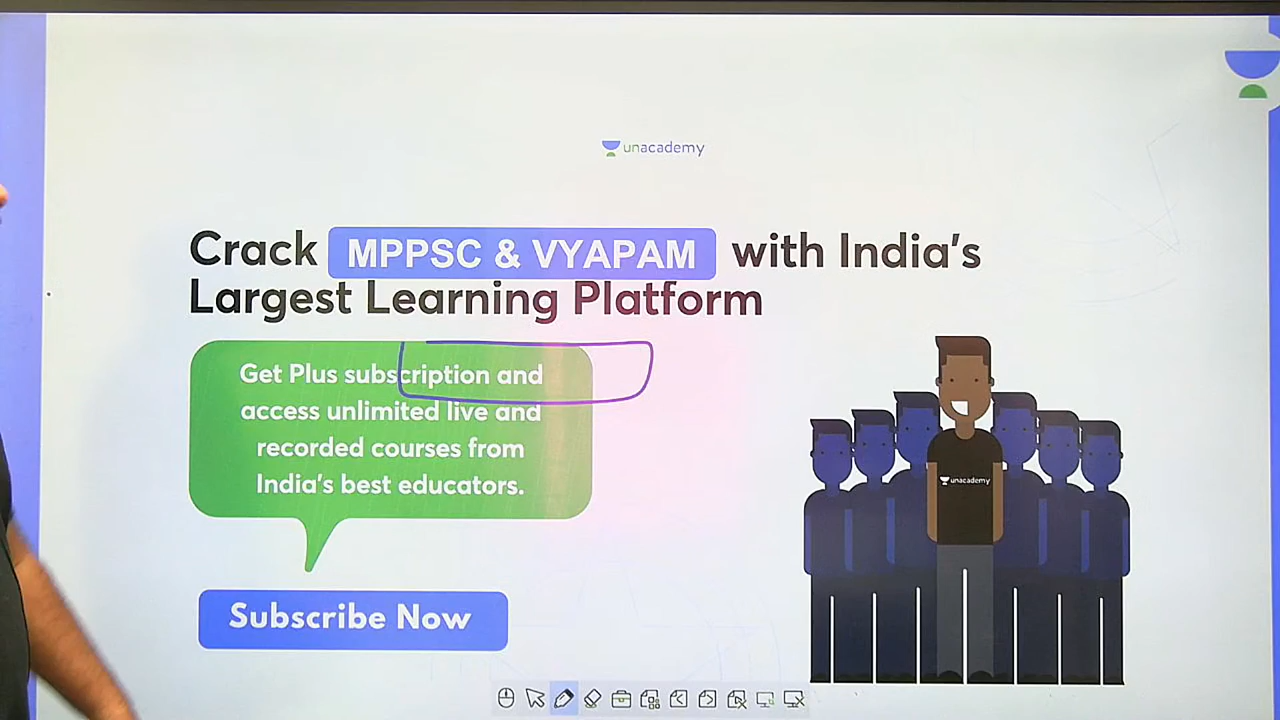 unacademy
Crack MPPSC & VYAPAM with India's
Largest Learning Platform
Get Plus subscription and
access unlimited live and
recorded courses from
India's best educators.
unacademy
Subscribe Now